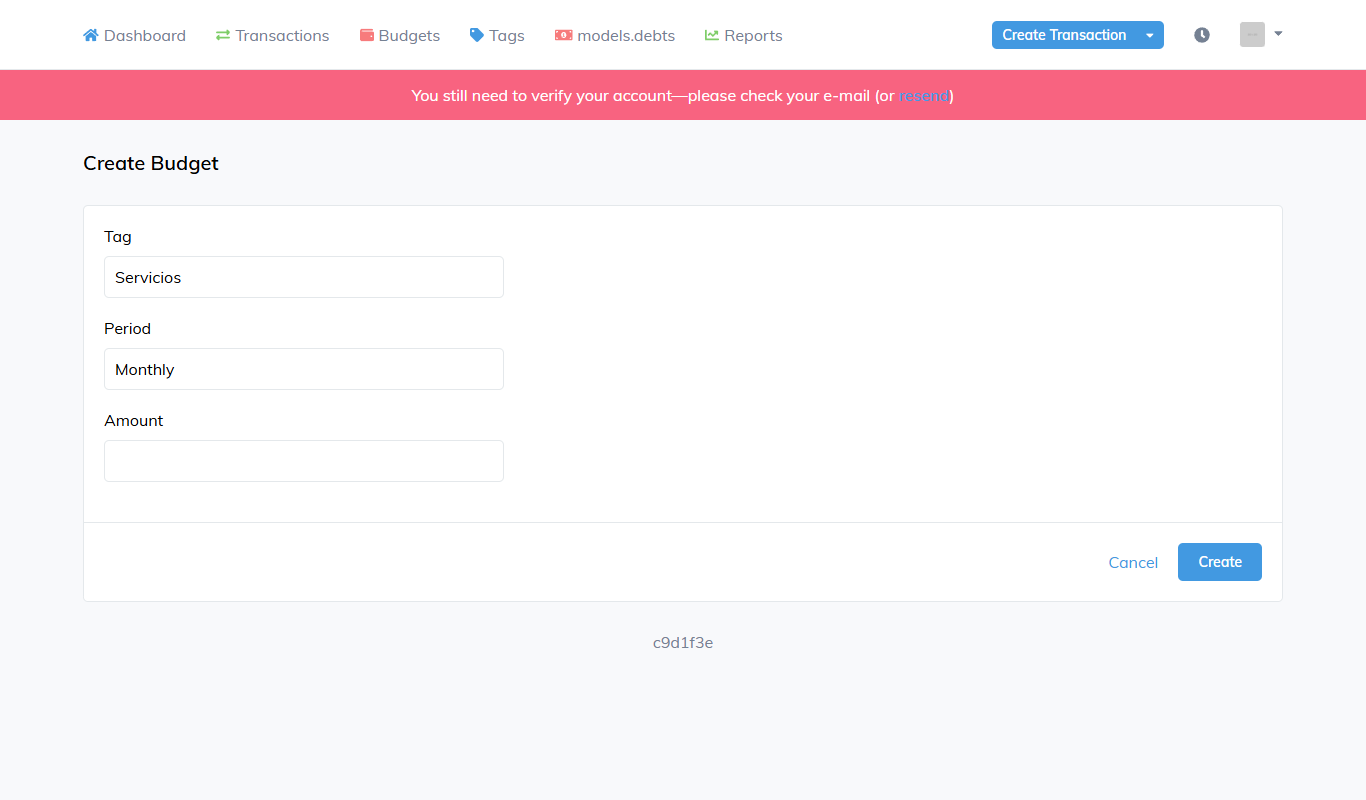 Dashboard Transactions Budgets Tags models.debts Reports Create Transaction
You still need to verify your account—please check your e-mail (or resend)
Create Budget
Tag
Servicios
Period
Monthly
Amount
Cancel Create
c9d1f3e